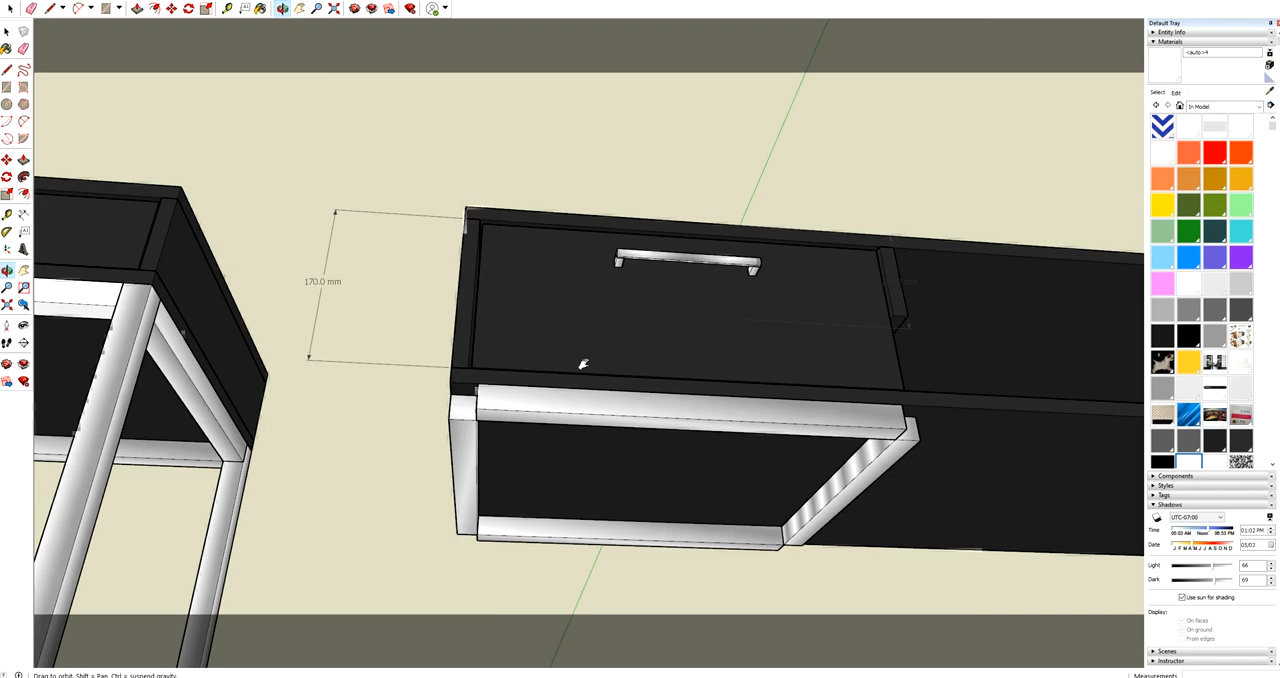 Default Tray
Entity Info
Materials
<auto>4
Select Edit
In Model
170.0 mm
Components
Styles
Tags
Shadows
UTC-07:00
Time
05:03 AM Noon 06:53 PM
01:02 PM
Date
J F M A M J J A S O N D
05/03
Light
66
Dark
69
Use sun for shading
Display:
On faces
On ground
From edges
Scenes
Instructor
Drag to orbit. Shift = Pan, Ctrl = suspend gravity.
Measurements